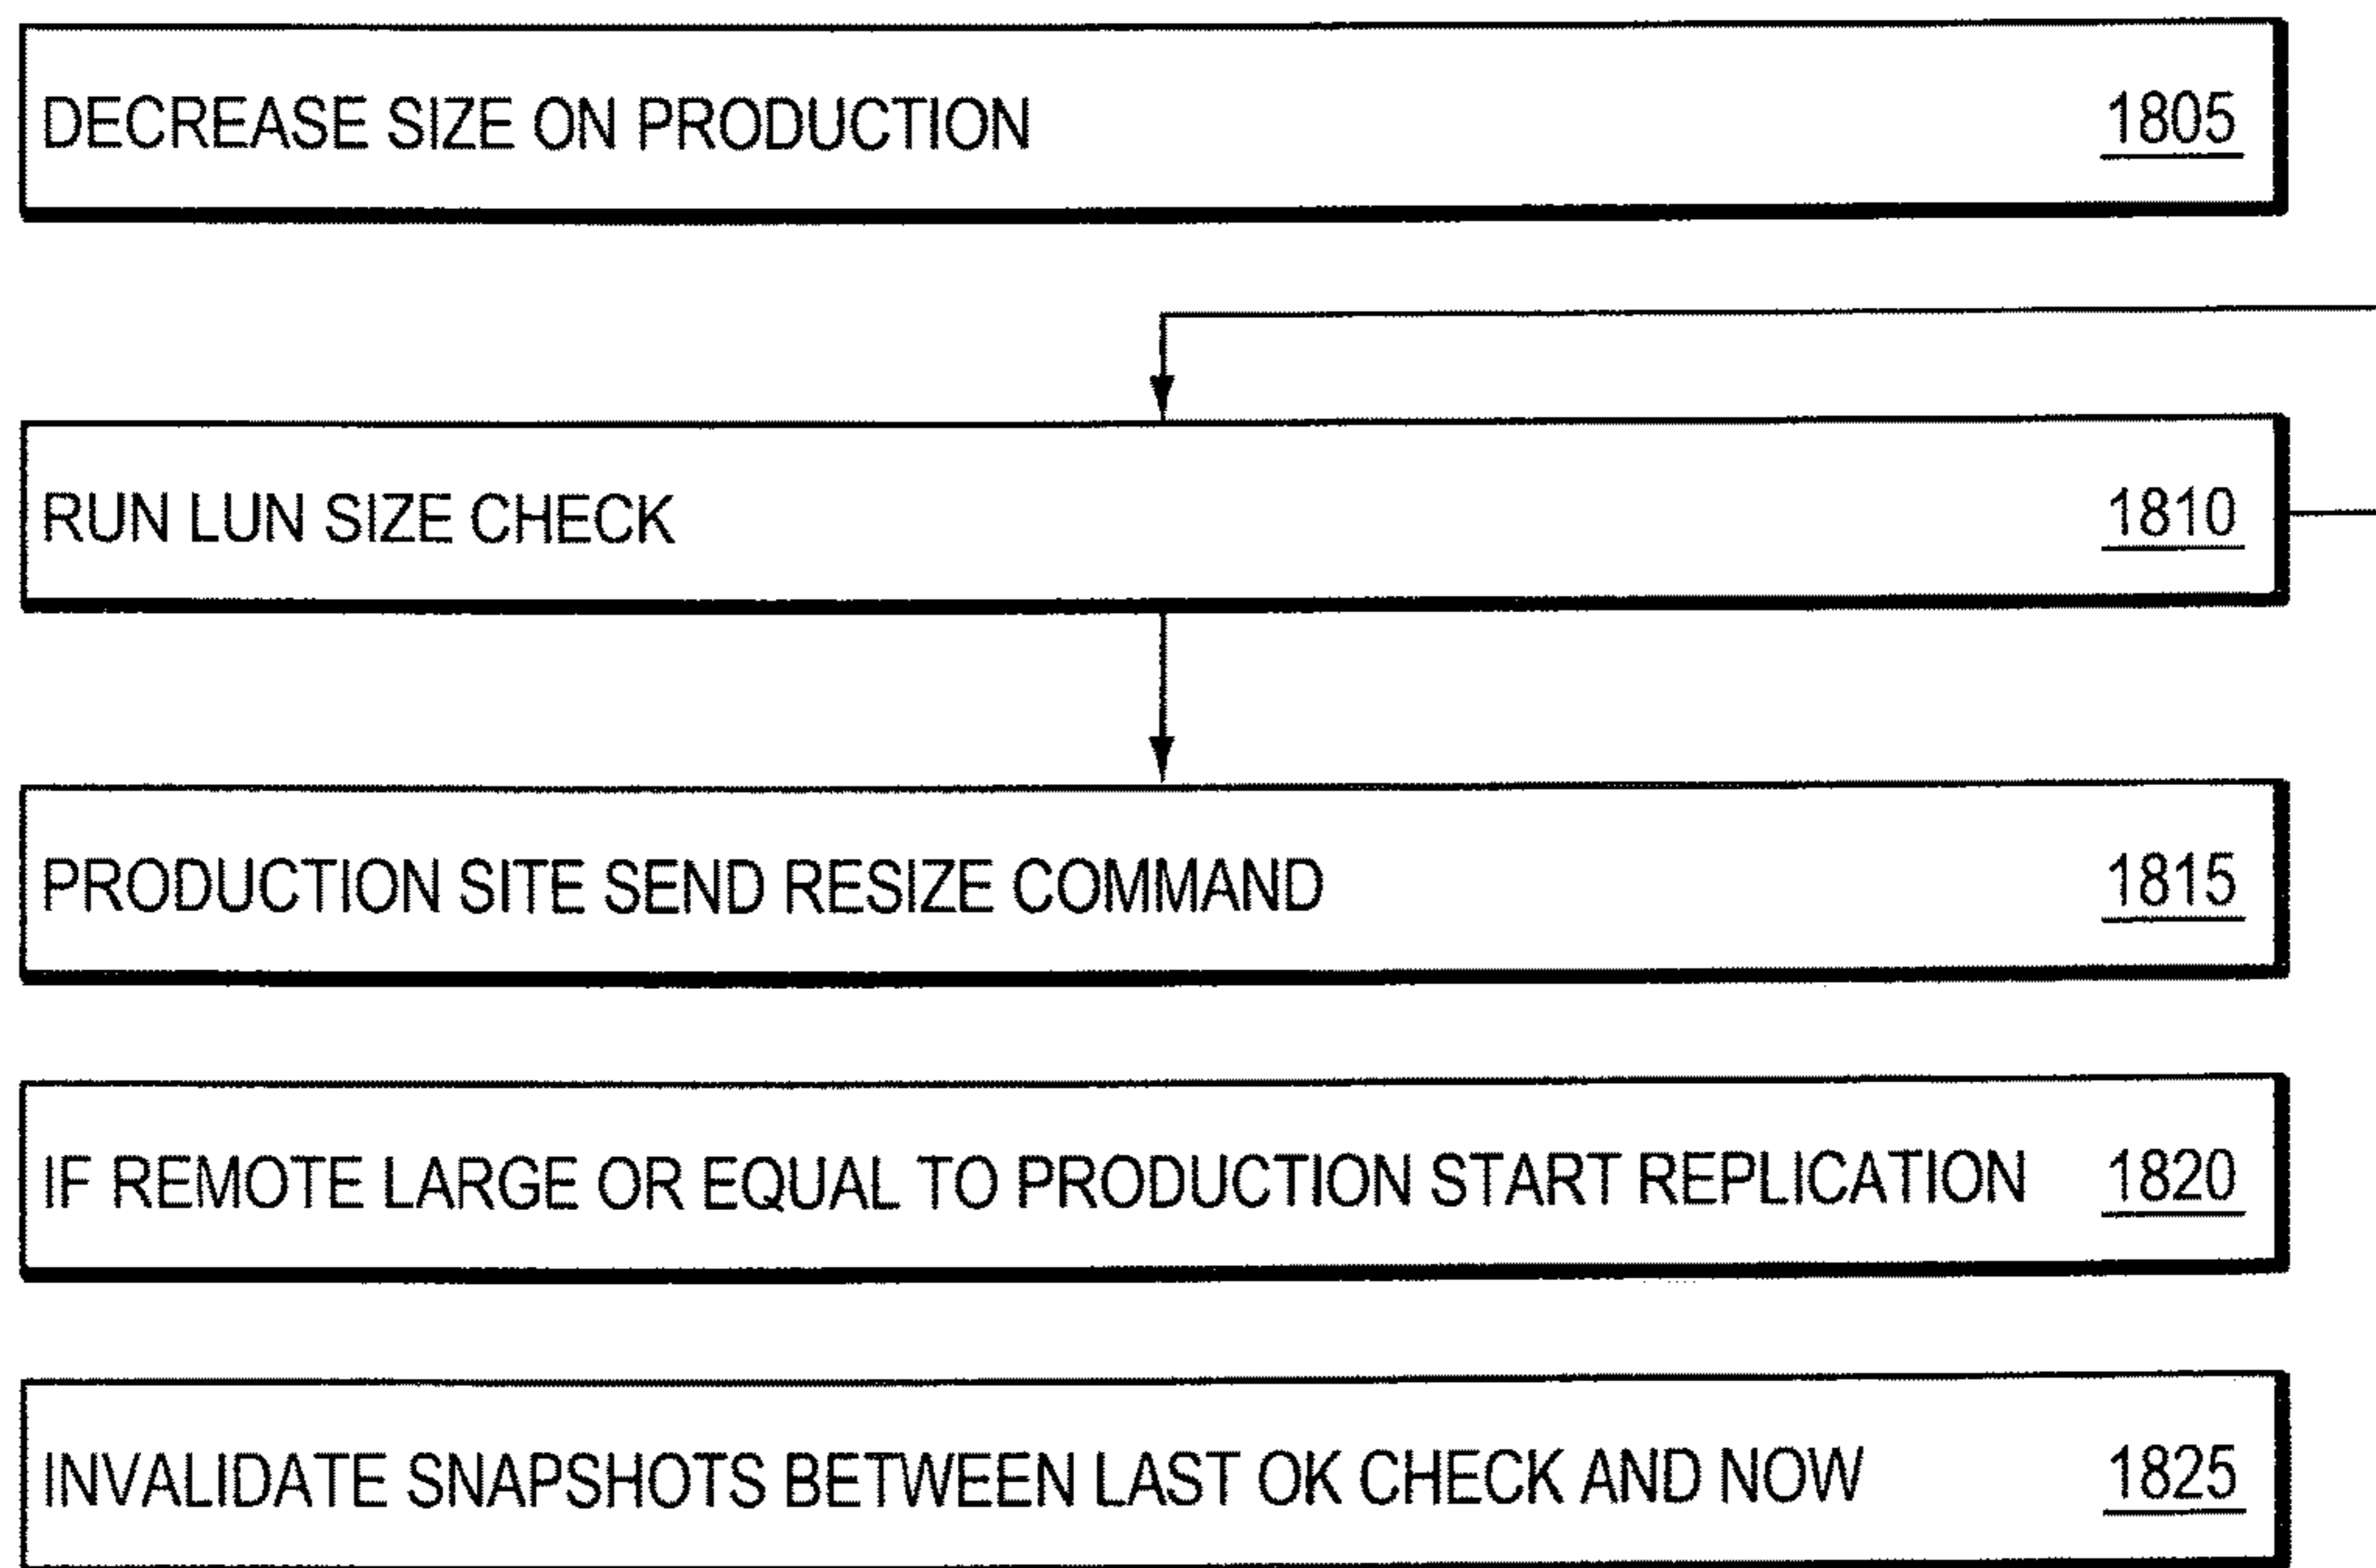 DECREASE SIZE ON PRODUCTION 1805
RUN LUN SIZE CHECK 1810
PRODUCTION SITE SEND RESIZE COMMAND 1815
IF REMOTE LARGE OR EQUAL TO PRODUCTION START REPLICATION 1820
INVALIDATE SNAPSHOTS BETWEEN LAST OK CHECK AND NOW 1825